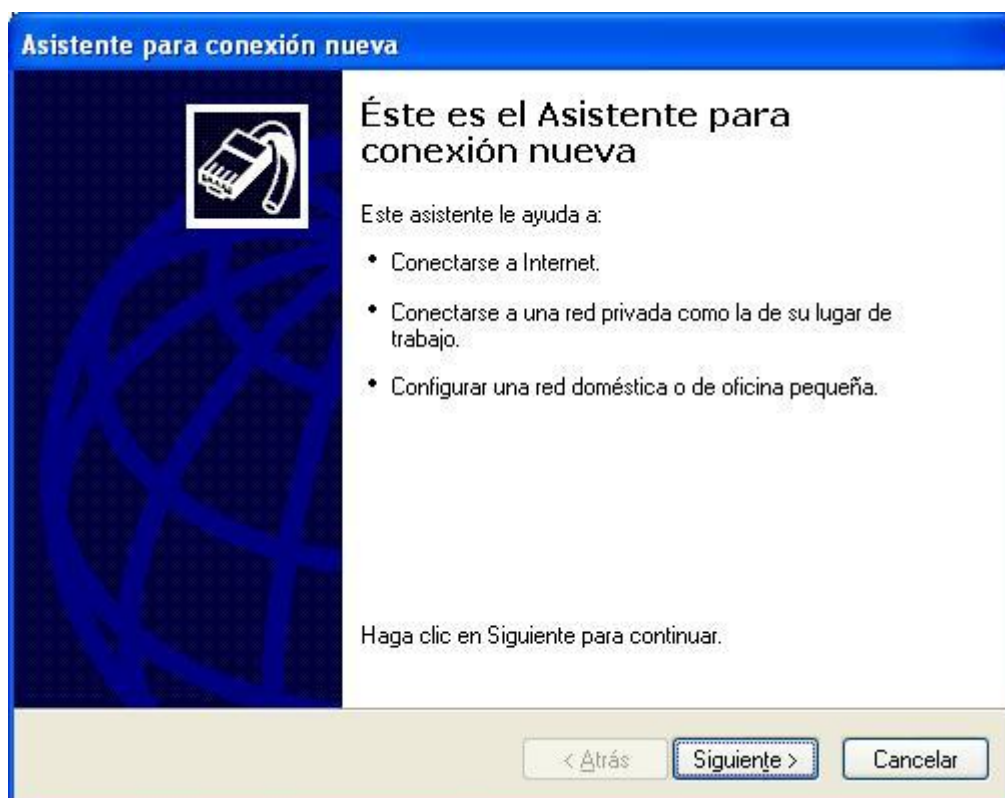 Asistente para conexión nueva
Éste es el Asistente para
conexión nueva
Este asistente le ayuda a:
• Conectarse a Internet.
• Conectarse a una red privada como la de su lugar de
trabajo.
• Configurar una red doméstica o de oficina pequeña.
Haga clic en Siguiente para continuar.
< Atrás Siguiente > Cancelar